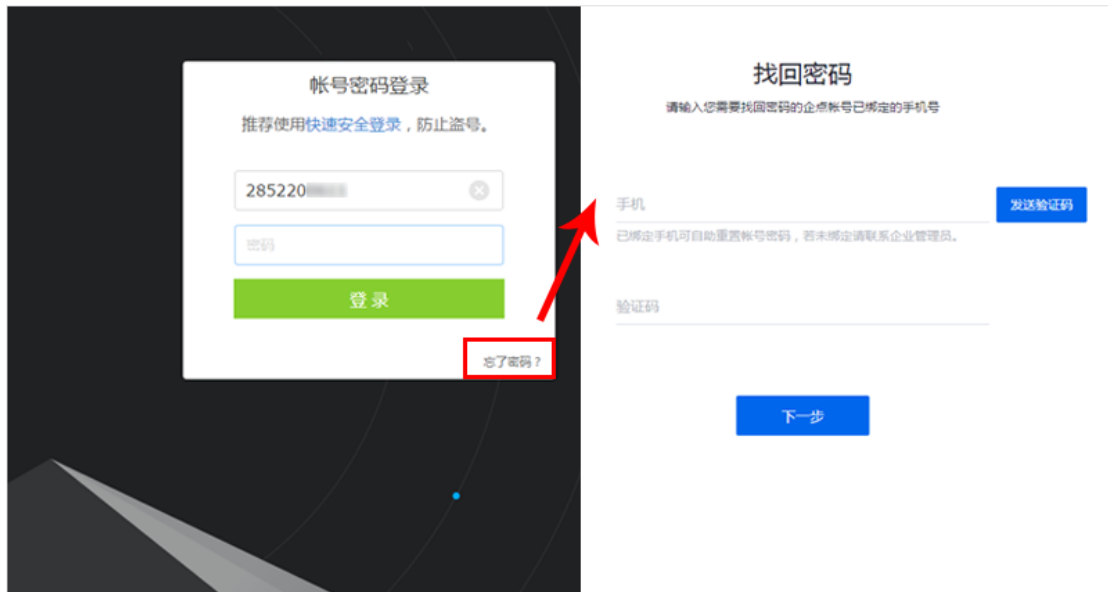 帐号密码登录
推荐使用快速安全登录，防止盗号。
285220
密码
登 录
忘了密码？
找回密码
请输入您需要找回密码的企点帐号已绑定的手机号
手机
发送验证码
已绑定手机可自助重置帐号密码，若未绑定请联系企业管理员。
验证码
下一步